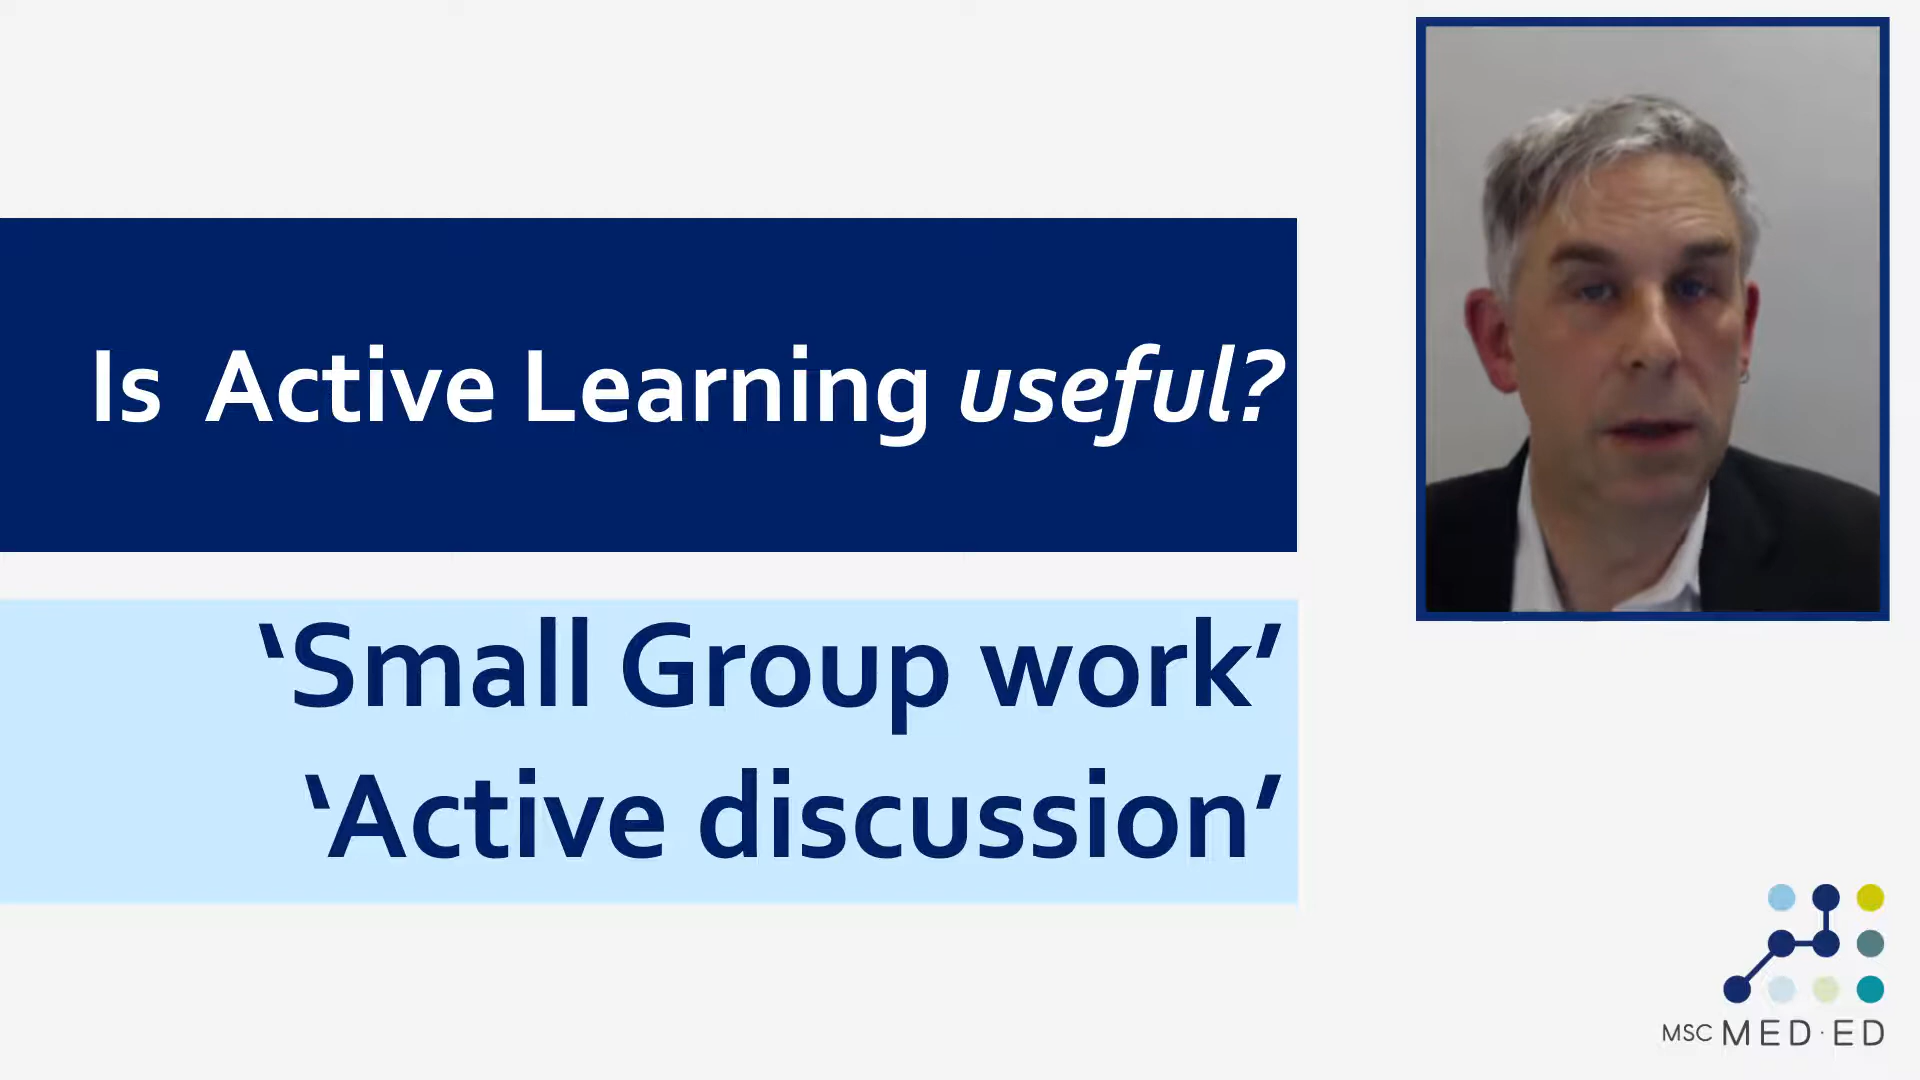 Is Active Learning useful?
‘Small Group work’
‘Active discussion’
MSC MED·ED